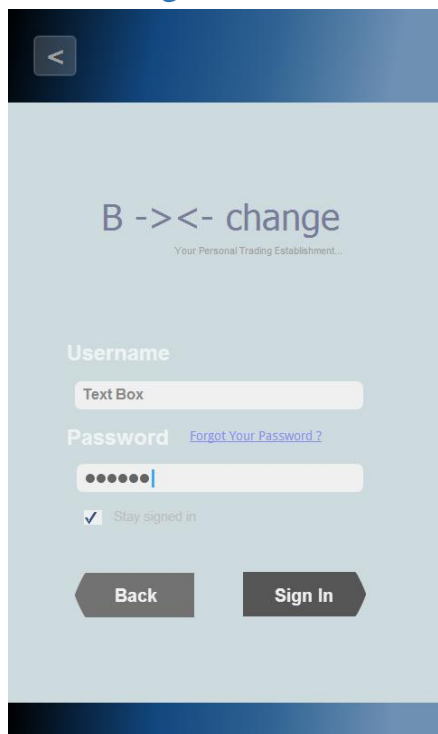 <
B -><- change
Your Personal Trading Establishment...
Username
Text Box
Password Forgot Your Password ?
●●●●●●
Stay signed in
Back Sign In